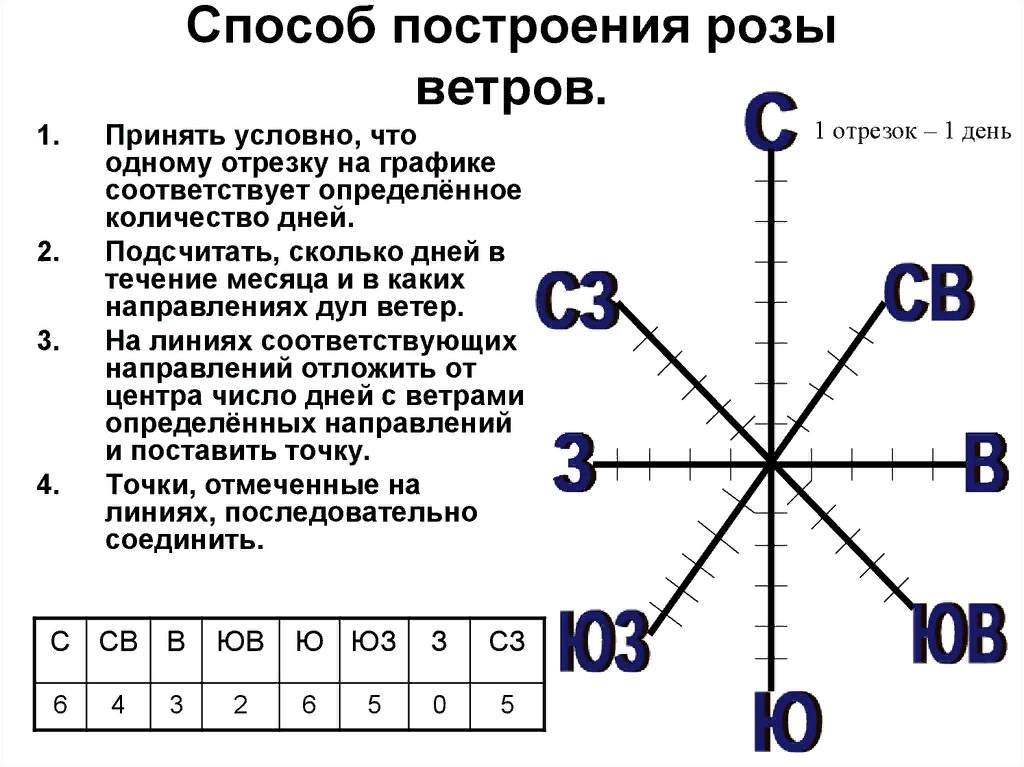 Способ построения розы
ветров.
1. Принять условно, что
одному отрезку на графике
соответствует определённое
количество дней.
2. Подсчитать, сколько дней в
течение месяца и в каких
направлениях дул ветер.
3. На линиях соответствующих
направлений отложить от
центра число дней с ветрами
определённых направлений
и поставить точку.
4. Точки, отмеченные на
линиях, последовательно
соединить.
С СВ В ЮВ Ю ЮЗ З СЗ
6 4 3 2 6 5 0 5
С
1 отрезок – 1 день
СЗ
СВ
З
В
ЮЗ
ЮВ
Ю